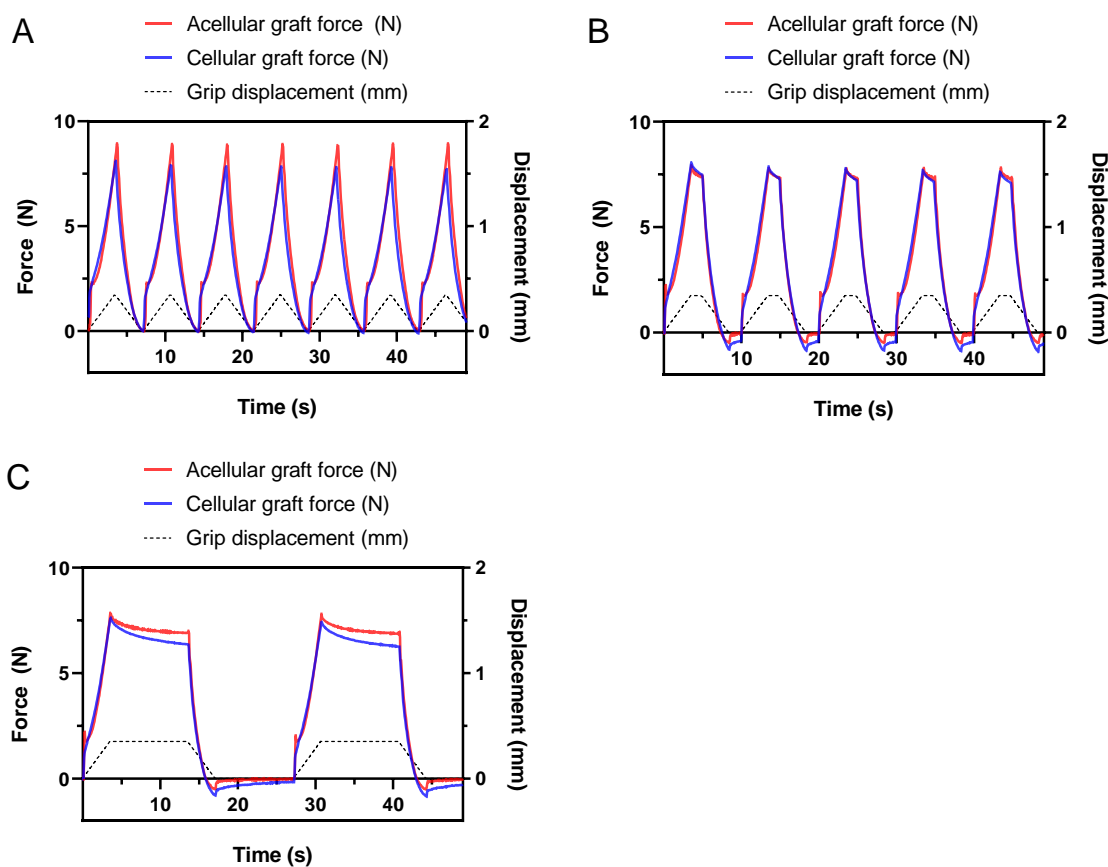 A
Acellular graft force (N)
Cellular graft force (N)
Grip displacement (mm)
10
5
0
Force (N)
2
1
0
Displacement (mm)
10 20 30 40
Time (s)
B
Acellular graft force (N)
Cellular graft force (N)
Grip displacement (mm)
10
5
0
Force (N)
2
1
0
Displacement (mm)
10 20 30 40
Time (s)
C
Acellular graft force (N)
Cellular graft force (N)
Grip displacement (mm)
10
5
0
Force (N)
2
1
0
Displacement (mm)
10 20 30 40
Time (s)